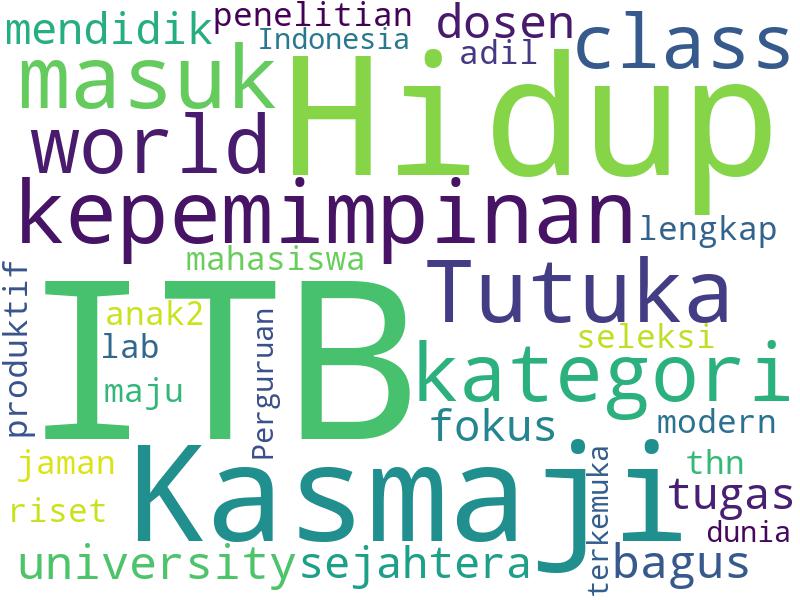 mendidik penelitian dosen class
Indonesia adil
masuk Hidup
world
kepemimpinan lengkap
mahasiswa Tutuka
produktif ITB anak2 Perguruan seleksi
lab kategori
maju
fokus modern
jaman Kasmaji terkemuka thn
riset tugas
dunia
university sejahtera bagus